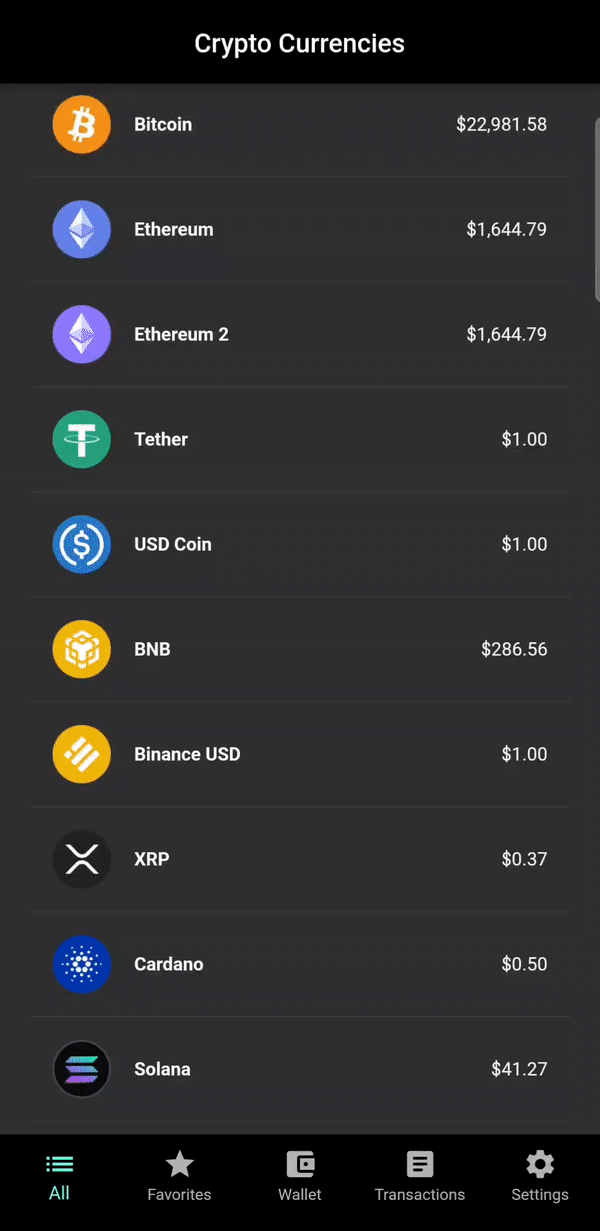 Crypto Currencies
Bitcoin $22,981.58
Ethereum $1,644.79
Ethereum 2 $1,644.79
Tether $1.00
USD Coin $1.00
BNB $286.56
Binance USD $1.00
XRP $0.37
Cardano $0.50
Solana $41.27
All Favorites Wallet Transactions Settings